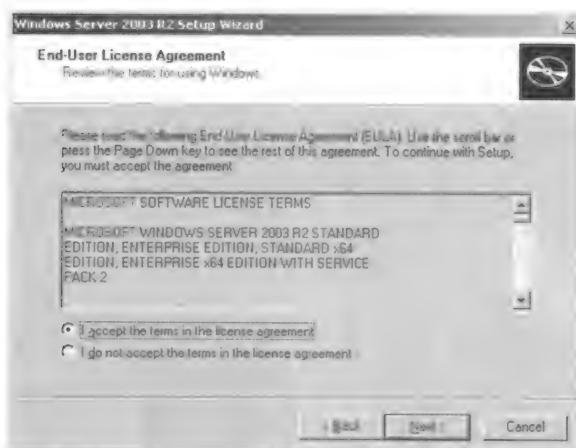 Windows Server 2003 R2 Setup Wizard
End-User License Agreement
Review the terms for using Windows.
Please read the following End-User License Agreement (EULA). Use the scroll bar or
press the Page Down key to see the rest of this agreement. To continue with Setup,
you must accept the agreement.
MICROSOFT SOFTWARE LICENSE TERMS
MICROSOFT WINDOWS SERVER 2003 R2 STANDARD
EDITION, ENTERPRISE EDITION, STANDARD x64
EDITION, ENTERPRISE x64 EDITION WITH SERVICE
PACK 2
I accept the terms in the license agreement
I do not accept the terms in the license agreement
< Back Next > Cancel